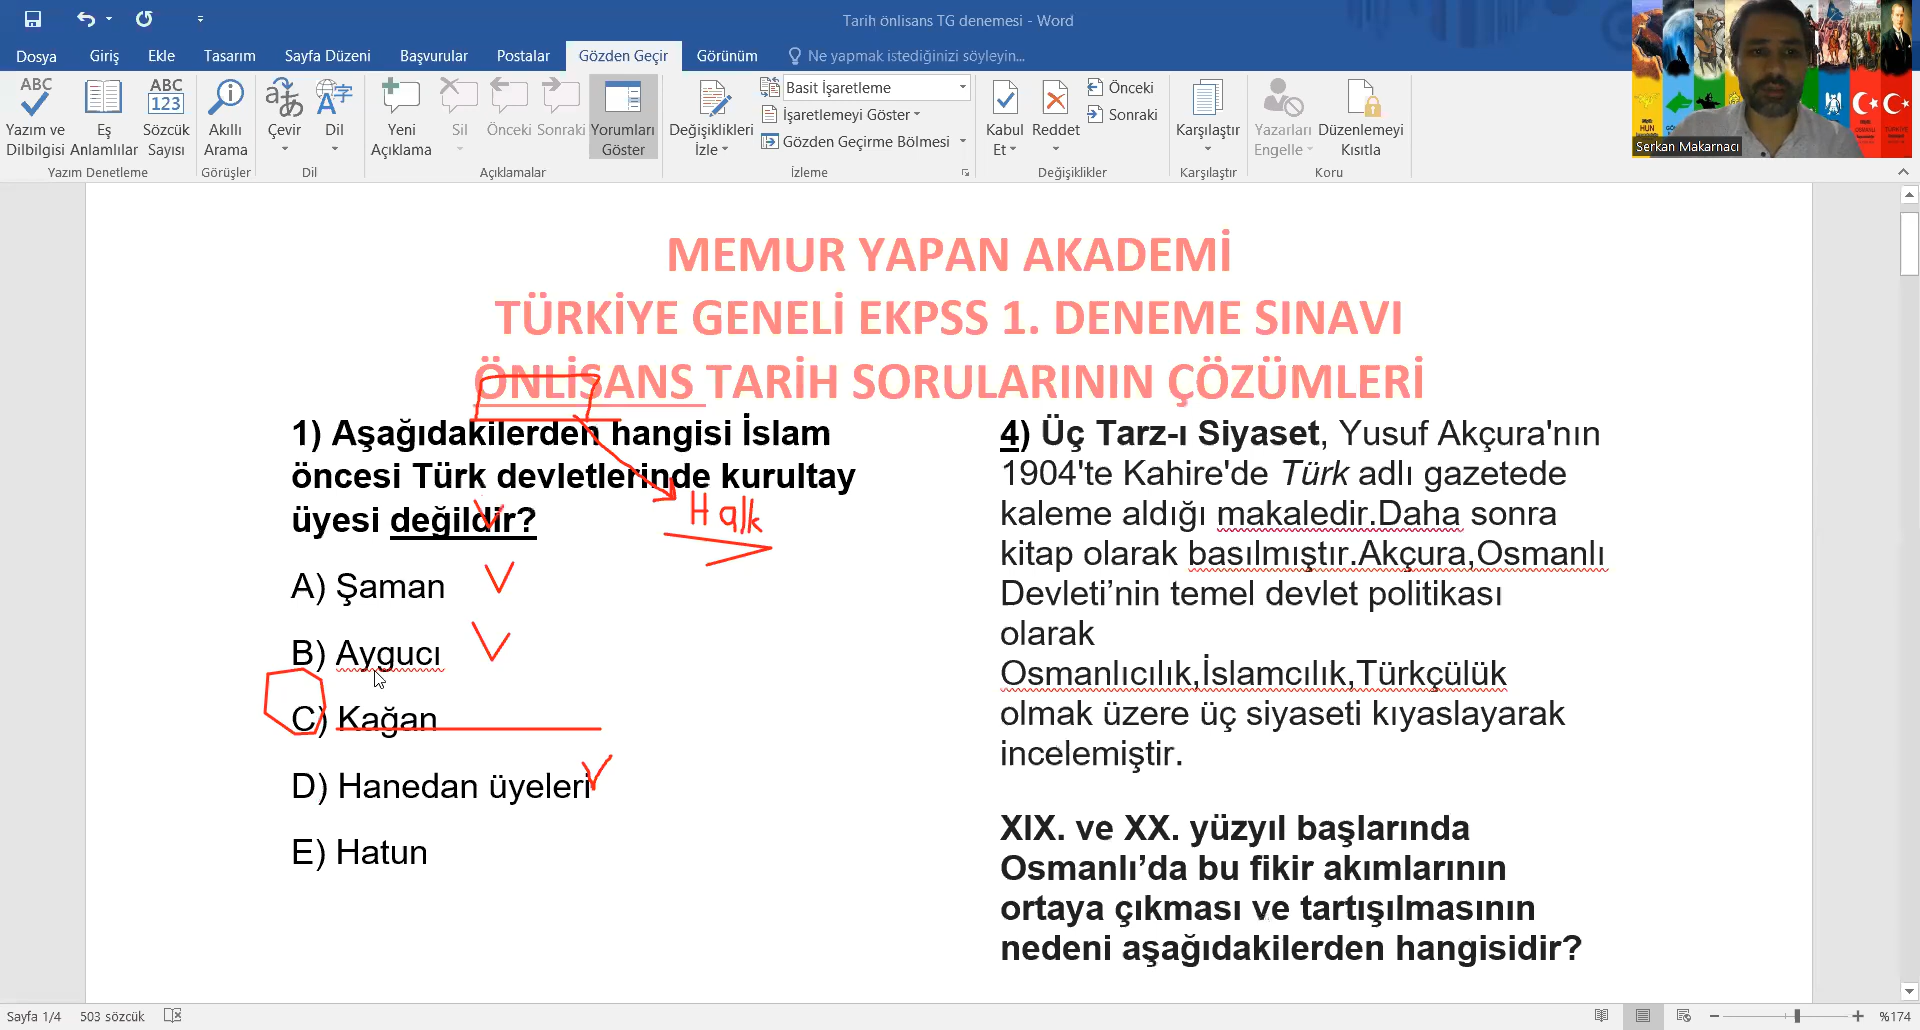 Tarih önlisans TG denemesi - Word
Dosya Giriş Ekle Tasarım Sayfa Düzeni Başvurular Postalar Gözden Geçir Görünüm Ne yapmak istediğinizi söyleyin...
ABC
Yazım ve Dilbilgisi
Eş Anlamlılar
ABC 123
Sözcük Sayısı
Yazım Denetleme
Akıllı Arama
Görüşler
Çevir
Dil
Dil
Yeni Açıklama
Sil
Önceki
Sonraki
Yorumları Göster
Açıklamalar
Değişiklikleri İzle
Basit İşaretleme
İşaretlemeyi Göster
Gözden Geçirme Bölmesi
İzleme
Kabul Et
Reddet
Önceki
Sonraki
Değişiklikler
Karşılaştır
Karşılaştır
Yazarları Engelle
Düzenlemeyi Kısıtla
Koru
HUN
Serkan Makarnacı
MEMUR YAPAN AKADEMİ
TÜRKİYE GENELİ EKPSS 1. DENEME SINAVI
ÖNLİSANS TARİH SORULARININ ÇÖZÜMLERİ
1) Aşağıdakilerden hangisi İslam
öncesi Türk devletlerinde kurultay
üyesi değildir?
Halk
A) Şaman
B) Aygucı
C) Kağan
D) Hanedan üyeleri
E) Hatun
4) Üç Tarz-ı Siyaset, Yusuf Akçura'nın
1904'te Kahire'de Türk adlı gazetede
kaleme aldığı makaledir.Daha sonra
kitap olarak basılmıştır.Akçura,Osmanlı
Devleti’nin temel devlet politikası
olarak
Osmanlıcılık,İslamcılık,Türkçülük
olmak üzere üç siyaseti kıyaslayarak
incelemiştir.
XIX. ve XX. yüzyıl başlarında
Osmanlı’da bu fikir akımlarının
ortaya çıkması ve tartışılmasının
nedeni aşağıdakilerden hangisidir?
Sayfa 1/4 503 sözcük %174